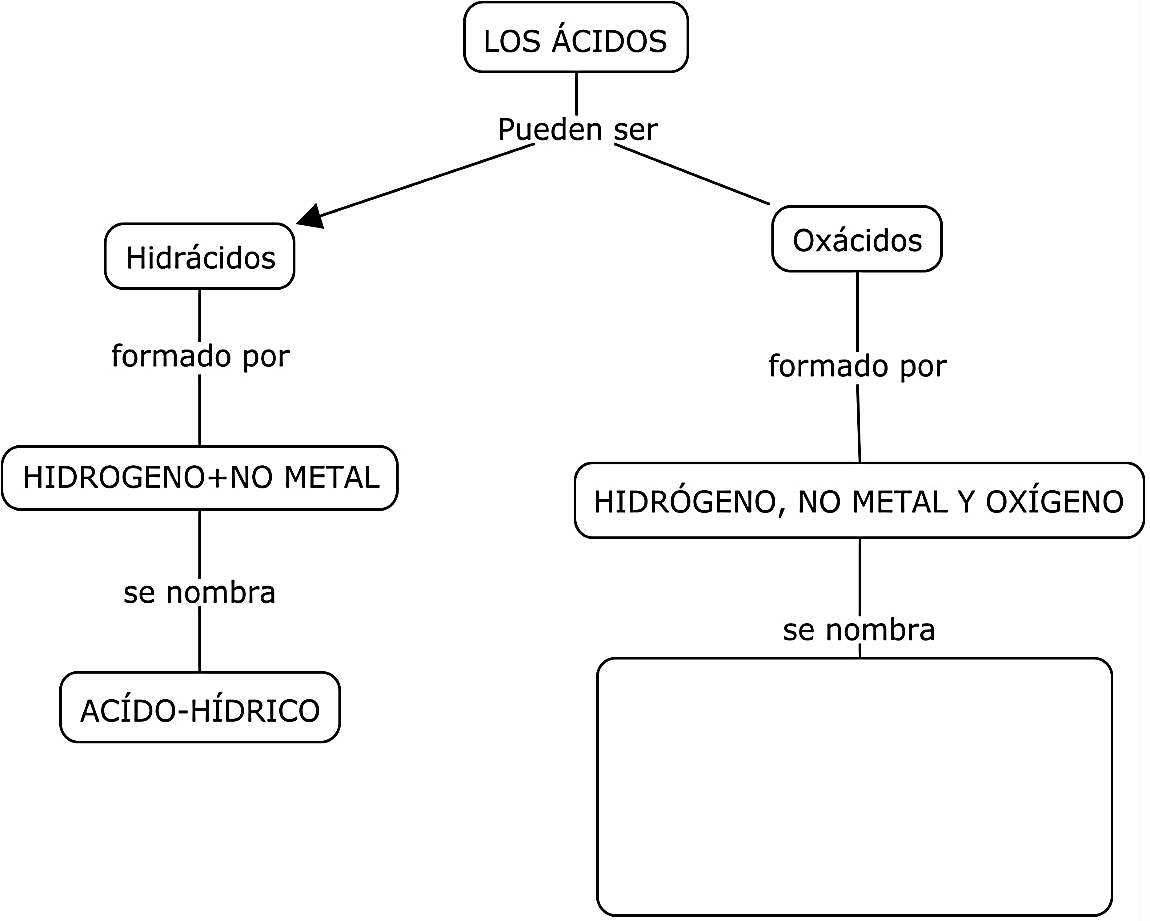 LOS ÁCIDOS
Pueden ser
Hidrácidos
Oxácidos
formado por
formado por
HIDROGENO+NO METAL
HIDRÓGENO, NO METAL Y OXÍGENO
se nombra
se nombra
ACÍDO-HÍDRICO